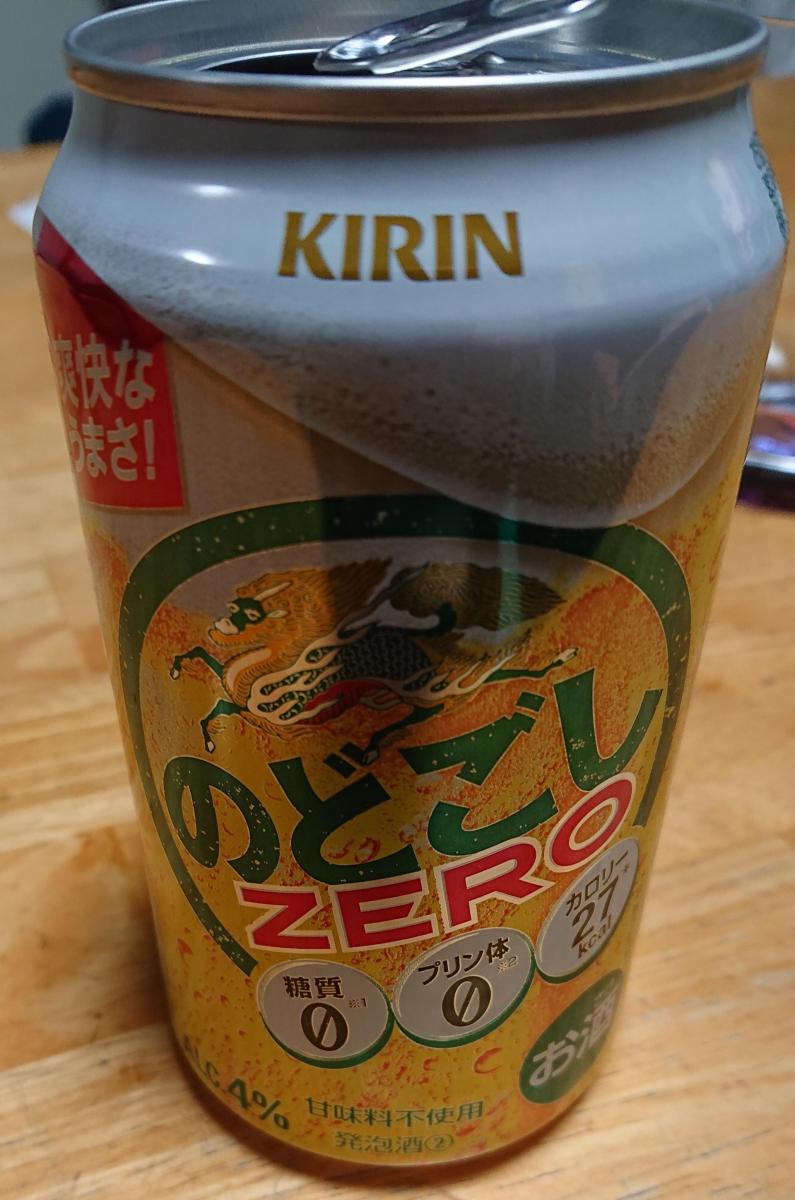 KIRIN
爽快な
うまさ!
のどごし
ZERO
糖質※1
0
プリン体※2
0
カロリー*
27
kcal
お酒
ALC.4%
甘味料不使用
発泡酒②